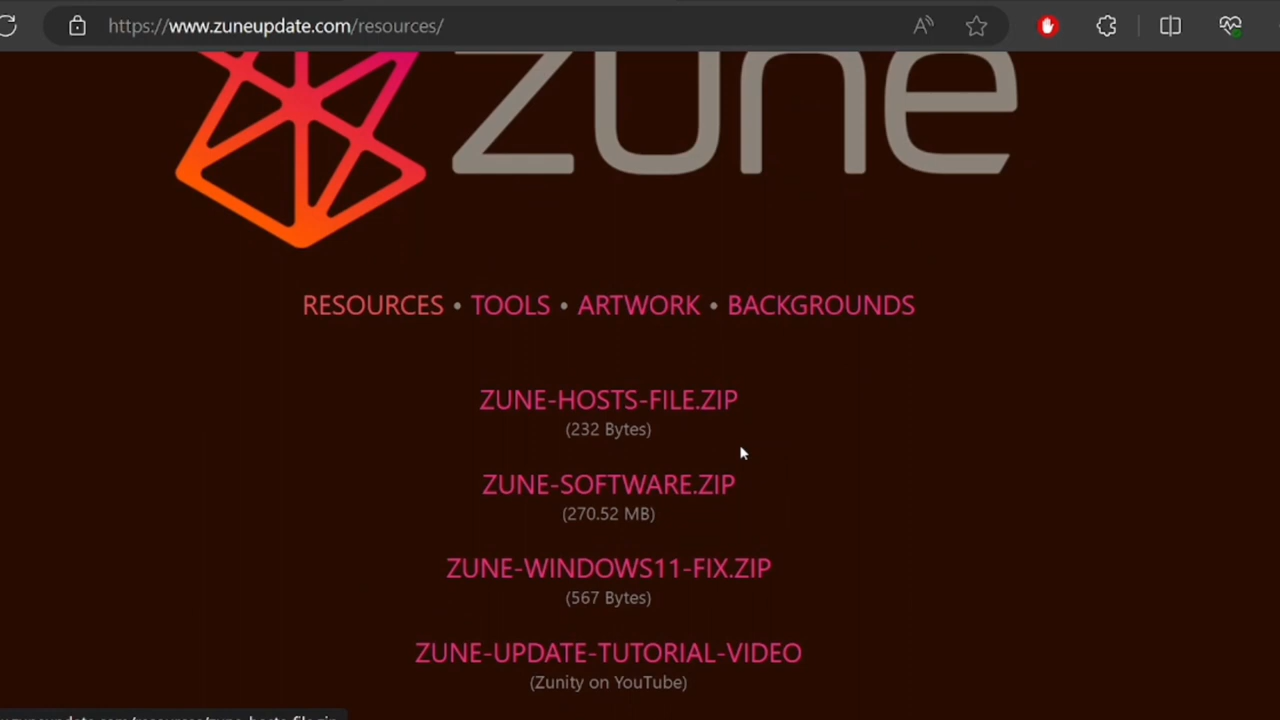 https://www.zuneupdate.com/resources/
zune
RESOURCES • TOOLS • ARTWORK • BACKGROUNDS
ZUNE-HOSTS-FILE.ZIP
(232 Bytes)
ZUNE-SOFTWARE.ZIP
(270.52 MB)
ZUNE-WINDOWS11-FIX.ZIP
(567 Bytes)
ZUNE-UPDATE-TUTORIAL-VIDEO
(Zunity on YouTube)